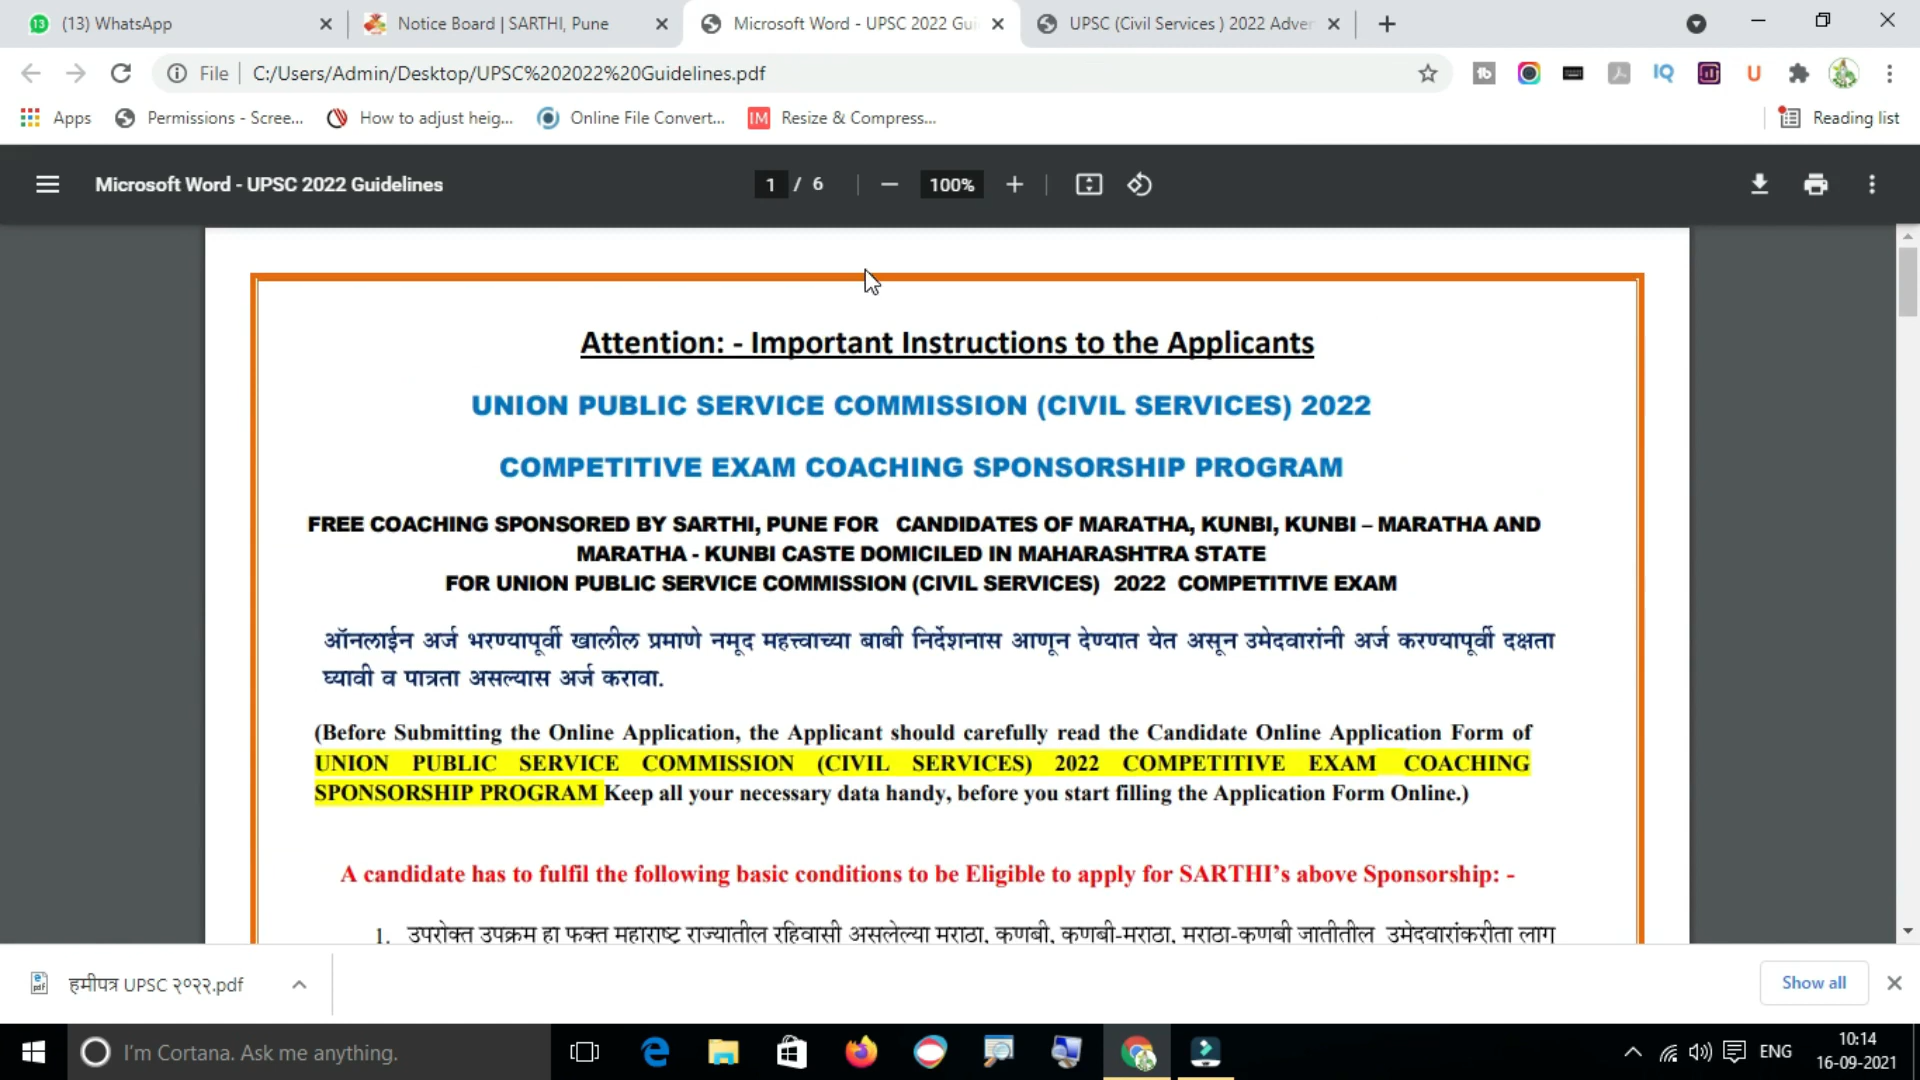 (13) WhatsApp
Notice Board | SARTHI, Pune
Microsoft Word - UPSC 2022 Gui
UPSC (Civil Services ) 2022 Adver
File
C:/Users/Admin/Desktop/UPSC%202022%20Guidelines.pdf
Apps
Permissions - Scree...
How to adjust heig...
Online File Convert...
IM
Resize & Compress...
Reading list
Microsoft Word - UPSC 2022 Guidelines
1 / 6
100%
Attention: - Important Instructions to the Applicants
UNION PUBLIC SERVICE COMMISSION (CIVIL SERVICES) 2022
COMPETITIVE EXAM COACHING SPONSORSHIP PROGRAM
FREE COACHING SPONSORED BY SARTHI, PUNE FOR CANDIDATES OF MARATHA, KUNBI, KUNBI – MARATHA AND
MARATHA - KUNBI CASTE DOMICILED IN MAHARASHTRA STATE
FOR UNION PUBLIC SERVICE COMMISSION (CIVIL SERVICES) 2022 COMPETITIVE EXAM
ऑनलाईन अर्ज भरण्यापूर्वी खालील प्रमाणे नमूद महत्त्वाच्या बाबी निर्देशनास आणून देण्यात येत असून उमेदवारांनी अर्ज करण्यापूर्वी दक्षता
घ्यावी व पात्रता असल्यास अर्ज करावा.
(Before Submitting the Online Application, the Applicant should carefully read the Candidate Online Application Form of
UNION PUBLIC SERVICE COMMISSION (CIVIL SERVICES) 2022 COMPETITIVE EXAM COACHING
SPONSORSHIP PROGRAM Keep all your necessary data handy, before you start filling the Application Form Online.)
A candidate has to fulfil the following basic conditions to be Eligible to apply for SARTHI’s above Sponsorship: -
1. उपरोक्त उपक्रम हा फक्त महाराष्ट्र राज्यातील रहिवासी असलेल्या मराठा, कुणबी, कुणबी-मराठा, मराठा-कुणबी जातीतील उमेदवारांकरीता लागू
हमीपत्र UPSC २०२२.pdf
Show all
I'm Cortana. Ask me anything.
ENG
10:14
16-09-2021